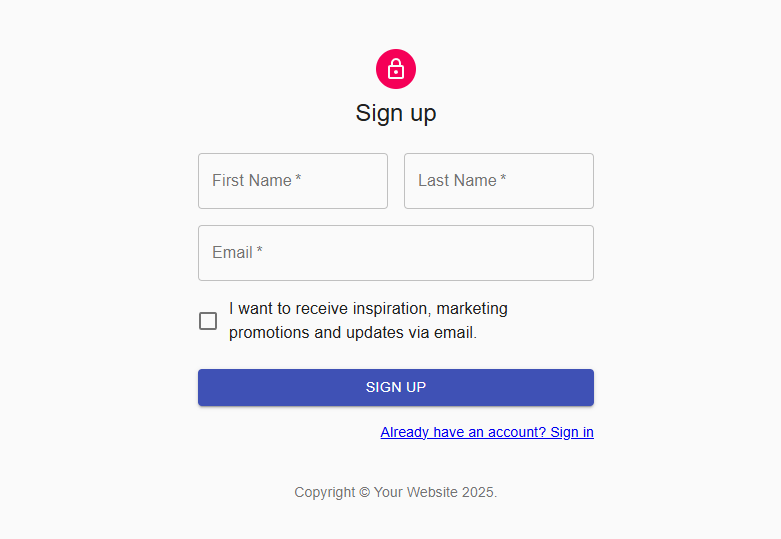 Sign up
First Name *
Last Name *
Email *
I want to receive inspiration, marketing
promotions and updates via email.
SIGN UP
Already have an account? Sign in
Copyright © Your Website 2025.